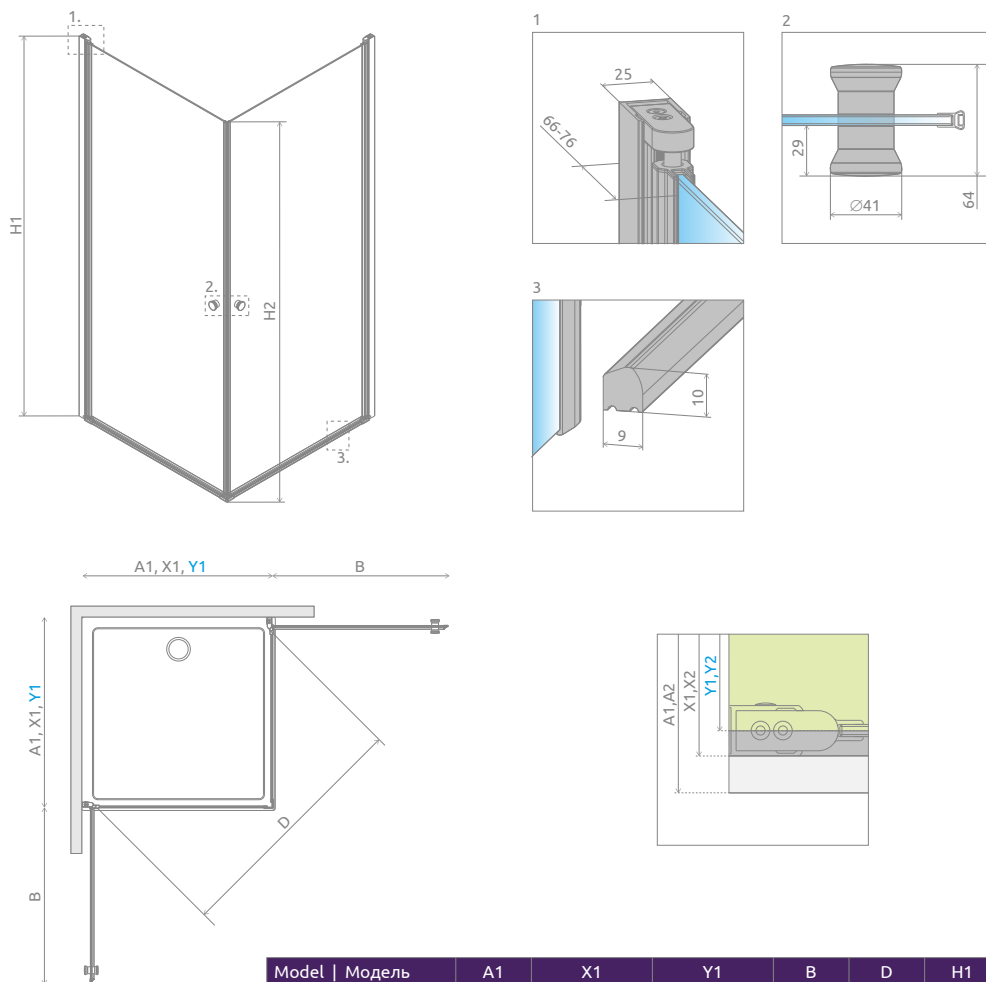 1.
H1
2.
H2
3.
1
25
66-76
2
29
Ø41
64
3
10
9
A1, X1, Y1
B
A1, X1, Y1
D
B
A1,A2
X1,X2
Y1,Y2
Model | Модель A1 X1 Y1 B D H1